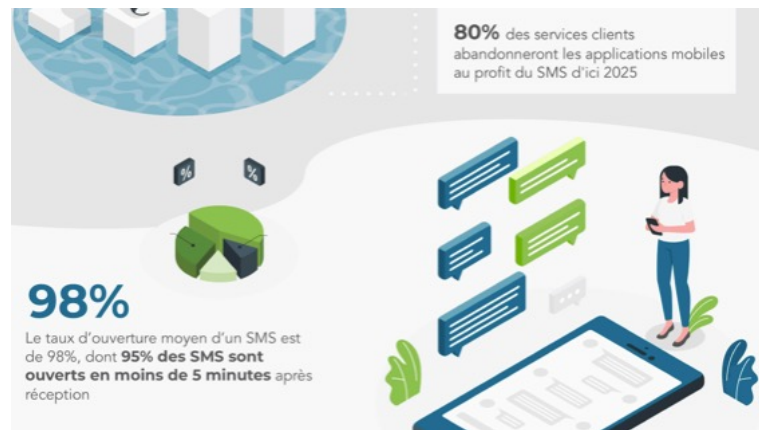 €
80% des services clients
abandonneront les applications mobiles
au profit du SMS d'ici 2025
%
%
98%
Le taux d'ouverture moyen d'un SMS est
de 98%, dont 95% des SMS sont
ouverts en moins de 5 minutes après
réception